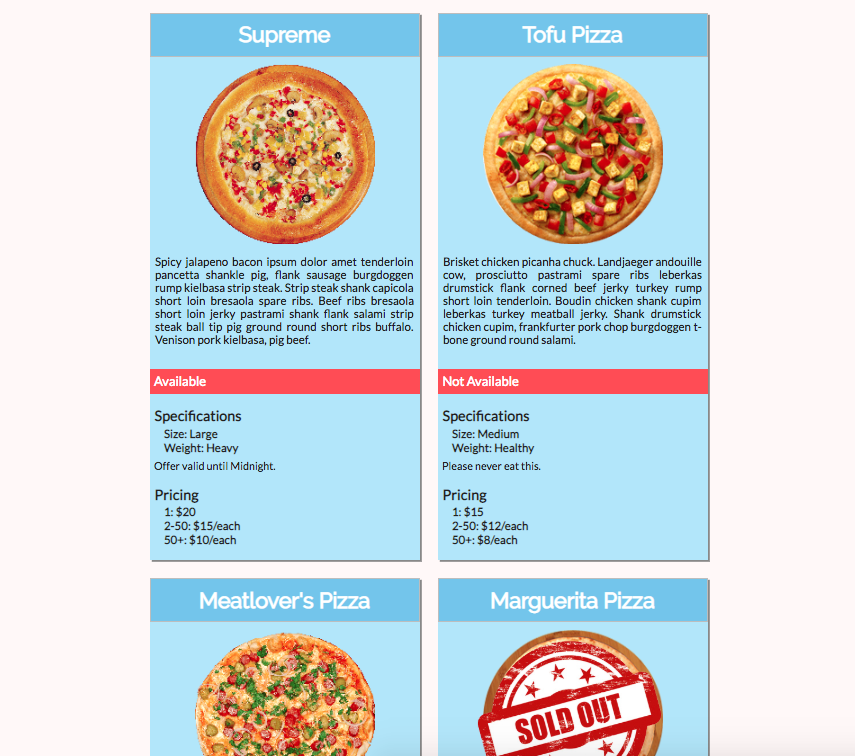 Supreme
Spicy jalapeno bacon ipsum dolor amet tenderloin
pancetta shankle pig, flank sausage burgdoggen
rump kielbasa strip steak. Strip steak shank capicola
short loin bresaola spare ribs. Beef ribs bresaola
short loin jerky pastrami shank flank salami strip
steak ball tip pig ground round short ribs buffalo.
Venison pork kielbasa, pig beef.
Available
Specifications
Size: Large
Weight: Heavy
Offer valid until Midnight.
Pricing
1: $20
2-50: $15/each
50+: $10/each
Tofu Pizza
Brisket chicken picanha chuck. Landjaeger andouille
cow, prosciutto pastrami spare ribs leberkas
drumstick flank corned beef jerky turkey rump
short loin tenderloin. Boudin chicken shank cupim
leberkas turkey meatball jerky. Shank drumstick
chicken cupim, frankfurter pork chop burgdoggen t-
bone ground round salami.
Not Available
Specifications
Size: Medium
Weight: Healthy
Please never eat this.
Pricing
1: $15
2-50: $12/each
50+: $8/each
Meatlover's Pizza
Marguerita Pizza
SOLD OUT